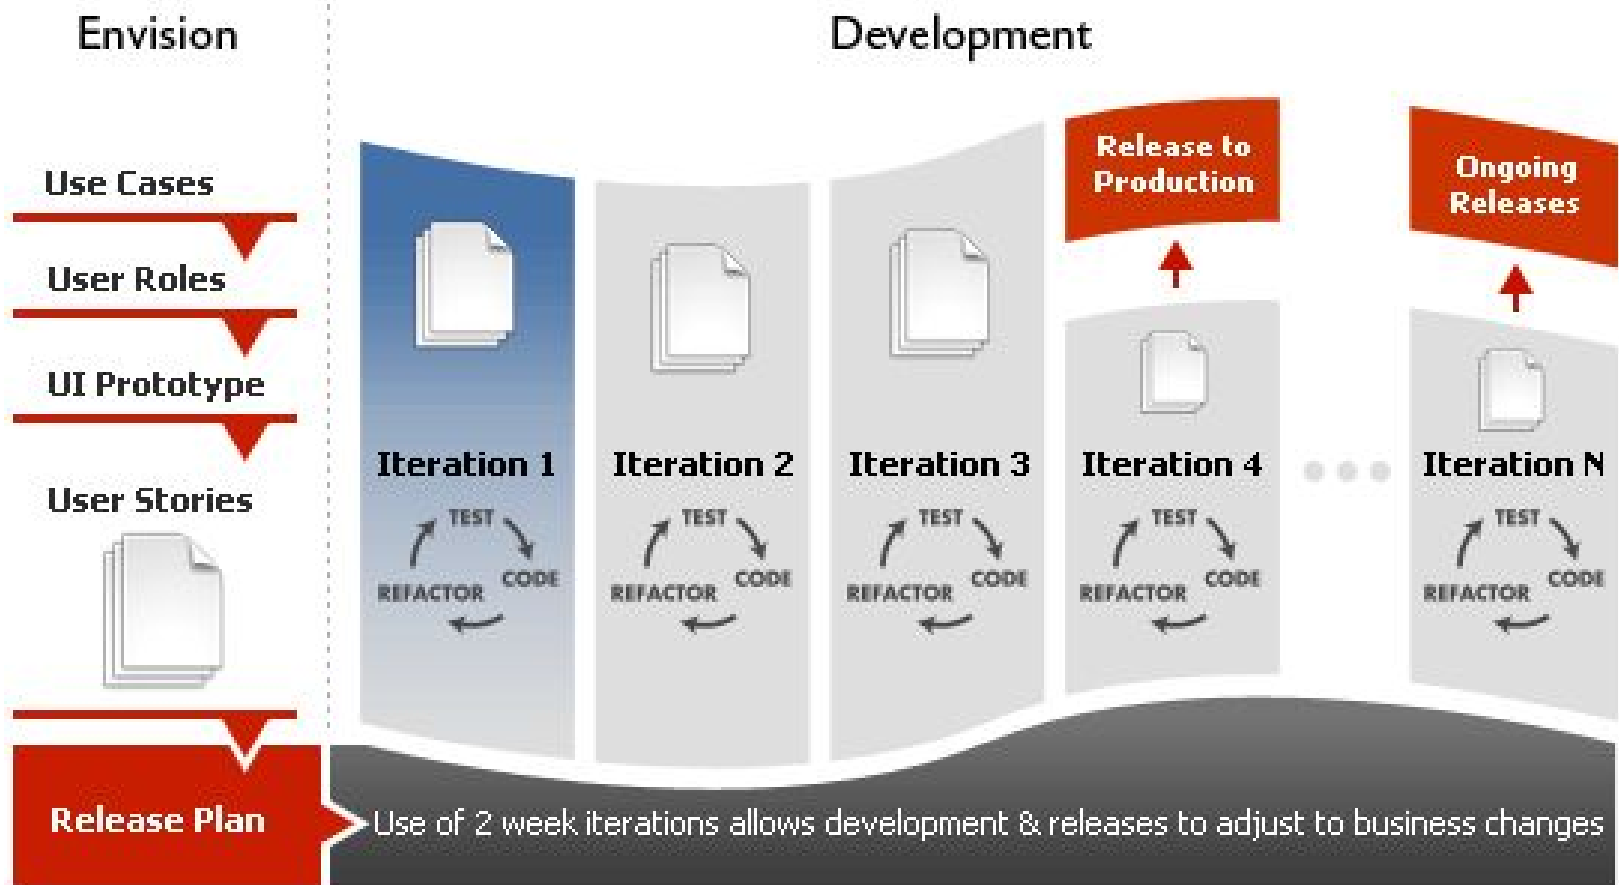 Envision
Development
Use Cases
User Roles
UI Prototype
User Stories
Release Plan
Release to
Production
Ongoing
Releases
Iteration 1
TEST
CODE
REFACTOR
Iteration 2
TEST
CODE
REFACTOR
Iteration 3
TEST
CODE
REFACTOR
Iteration 4
TEST
CODE
REFACTOR
Iteration N
TEST
CODE
REFACTOR
Use of 2 week iterations allows development & releases to adjust to business changes